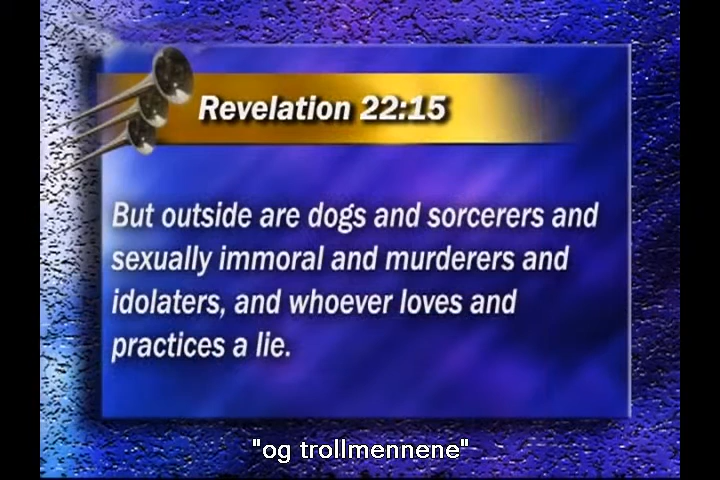 Revelation 22:15
But outside are dogs and sorcerers and
sexually immoral and murderers and
idolaters, and whoever loves and
practices a lie.
"og trollmennene"